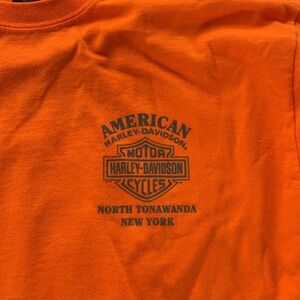 AMERICAN
HARLEY-DAVIDSON®
MOTOR
HARLEY-DAVIDSON
CYCLES
NORTH TONAWANDA
NEW YORK